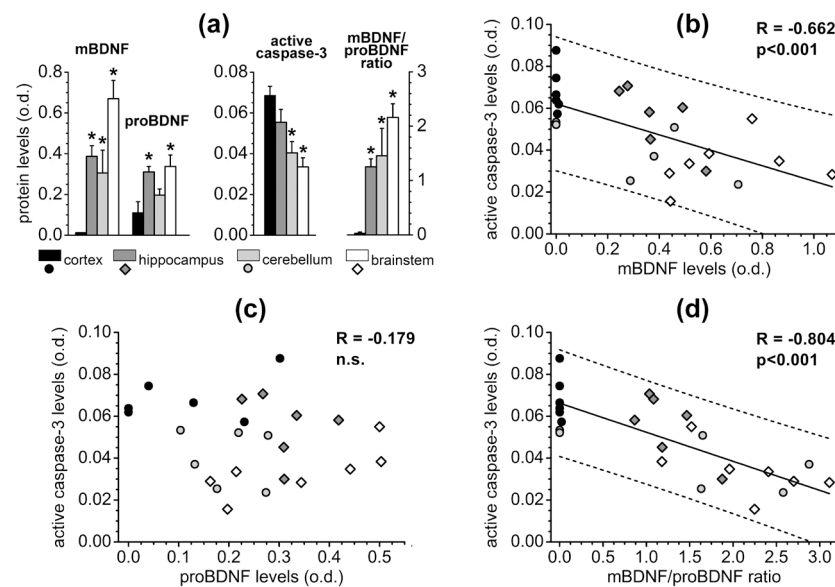 (a)
mBDNF
proBDNF
active
caspase-3
mBDNF/
proBDNF
ratio
protein levels (o.d.)
0.8
0.6
0.4
0.2
0.0
* * * * *
0.08
0.06
0.04
0.02
0.00
* * * * *
3
2
1
0
cortex hippocampus cerebellum brainstem
(b)
R = -0.662
p<0.001
active caspase-3 levels (o.d.)
0.10
0.08
0.06
0.04
0.02
0.00
0.0 0.2 0.4 0.6 0.8 1.0
mBDNF levels (o.d.)
(c)
R = -0.179
n.s.
active caspase-3 levels (o.d.)
0.10
0.08
0.06
0.04
0.02
0.00
0.0 0.1 0.2 0.3 0.4 0.5
proBDNF levels (o.d.)
(d)
R = -0.804
p<0.001
active caspase-3 levels (o.d.)
0.10
0.08
0.06
0.04
0.02
0.00
0.0 0.5 1.0 1.5 2.0 2.5 3.0
mBDNF/proBDNF ratio